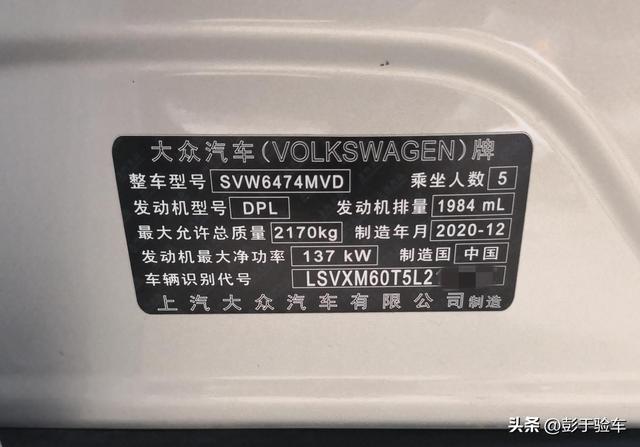 大众汽车(VOLKSWAGEN)牌
整车型号 SVW6474MVD 乘坐人数 5
发动机型号 DPL 发动机排量 1984 mL
最大允许总质量 2170kg 制造年月 2020-12
发动机最大净功率 137 kW 制造国 中国
车辆识别代号 LSVXM60T5L2
上汽大众汽车有限公司制造
头条 @彭于验车